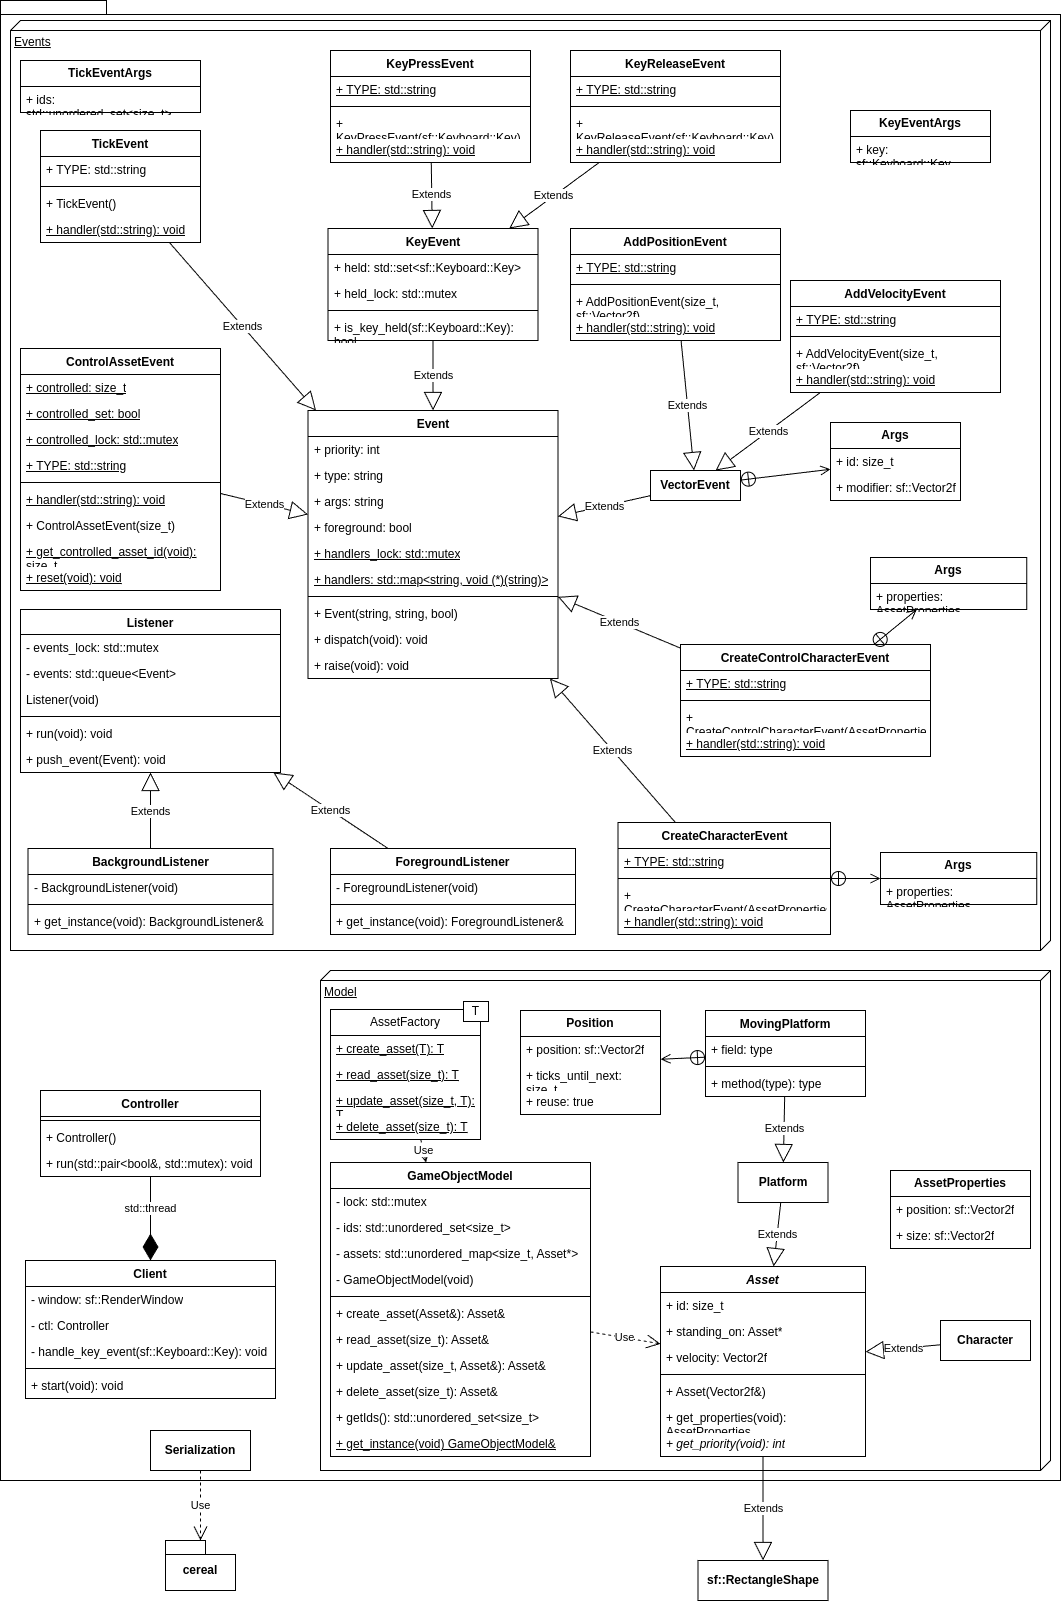 Events
TickEventArgs
+ ids:
std::unordered_set<size_t>
TickEvent
+ TYPE: std::string
+ TickEvent()
+ handler(std::string): void
KeyPressEvent
+ TYPE: std::string
+
KeyPressEvent(sf::Keyboard::Key)
+ handler(std::string): void
KeyReleaseEvent
+ TYPE: std::string
+
KeyReleaseEvent(sf::Keyboard::Key)
+ handler(std::string): void
KeyEventArgs
+ key:
sf::Keyboard::Key
Extends
Extends
KeyEvent
+ held: std::set<sf::Keyboard::Key>
+ held_lock: std::mutex
+ is_key_held(sf::Keyboard::Key):
bool
AddPositionEvent
+ TYPE: std::string
+ AddPositionEvent(size_t,
sf::Vector2f)
+ handler(std::string): void
AddVelocityEvent
+ TYPE: std::string
+ AddVelocityEvent(size_t,
sf::Vector2f)
+ handler(std::string): void
Extends
Extends
Extends
Extends
ControlAssetEvent
+ controlled: size_t
+ controlled_set: bool
+ controlled_lock: std::mutex
+ TYPE: std::string
+ handler(std::string): void
+ ControlAssetEvent(size_t)
+ get_controlled_asset_id(void):
size_t
+ reset(void): void
Extends
Event
+ priority: int
+ type: string
+ args: string
+ foreground: bool
+ handlers_lock: std::mutex
+ handlers: std::map<string, void (*)(string)>
+ Event(string, string, bool)
+ dispatch(void): void
+ raise(void): void
VectorEvent
Extends
Args
+ id: size_t
+ modifier: sf::Vector2f
Args
+ properties:
AssetProperties
Extends
CreateControlCharacterEvent
+ TYPE: std::string
+
CreateControlCharacterEvent(AssetPropertie
+ handler(std::string): void
Listener
- events_lock: std::mutex
- events: std::queue<Event>
Listener(void)
+ run(void): void
+ push_event(Event): void
Extends
Extends
Extends
BackgroundListener
- BackgroundListener(void)
+ get_instance(void): BackgroundListener&
ForegroundListener
- ForegroundListener(void)
+ get_instance(void): ForegroundListener&
CreateCharacterEvent
+ TYPE: std::string
+
CreateCharacterEvent(AssetProperties
+ handler(std::string): void
Args
+ properties:
AssetProperties
Model
AssetFactory
T
+ create_asset(T): T
+ read_asset(size_t): T
+ update_asset(size_t, T):
T
+ delete_asset(size_t): T
Use
Position
+ position: sf::Vector2f
+ ticks_until_next:
size_t
+ reuse: true
MovingPlatform
+ field: type
+ method(type): type
Extends
Platform
Extends
AssetProperties
+ position: sf::Vector2f
+ size: sf::Vector2f
Controller
+ Controller()
+ run(std::pair<bool&, std::mutex): void
std::thread
Client
- window: sf::RenderWindow
- ctl: Controller
- handle_key_event(sf::Keyboard::Key): void
+ start(void): void
GameObjectModel
- lock: std::mutex
- ids: std::unordered_set<size_t>
- assets: std::unordered_map<size_t, Asset*>
- GameObjectModel(void)
+ create_asset(Asset&): Asset&
+ read_asset(size_t): Asset&
+ update_asset(size_t, Asset&): Asset&
+ delete_asset(size_t): Asset&
+ getIds(): std::unordered_set<size_t>
+ get_instance(void) GameObjectModel&
Use
Asset
+ id: size_t
+ standing_on: Asset*
+ velocity: Vector2f
+ Asset(Vector2f&)
+ get_properties(void):
AssetProperties
+ get_priority(void): int
Extends
Character
Serialization
Use
cereal
Extends
sf::RectangleShape